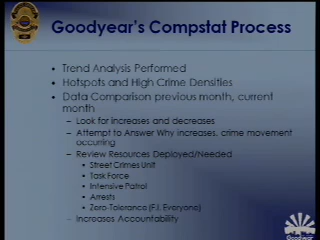 Goodyear's Compstat Process
• Trend Analysis Performed
• Hotspots and High Crime Densities
• Data Comparison previous month, current
month
– Look for increases and decreases
– Attempt to Answer Why increases, crime movement
occurring
– Review Resources Deployed/Needed
• Street Crimes Unit
• Task Force
• Intensive Patrol
• Arrests
• Zero-Tolerance (F.I. Everyone)
– Increases Accountability
Goodyear